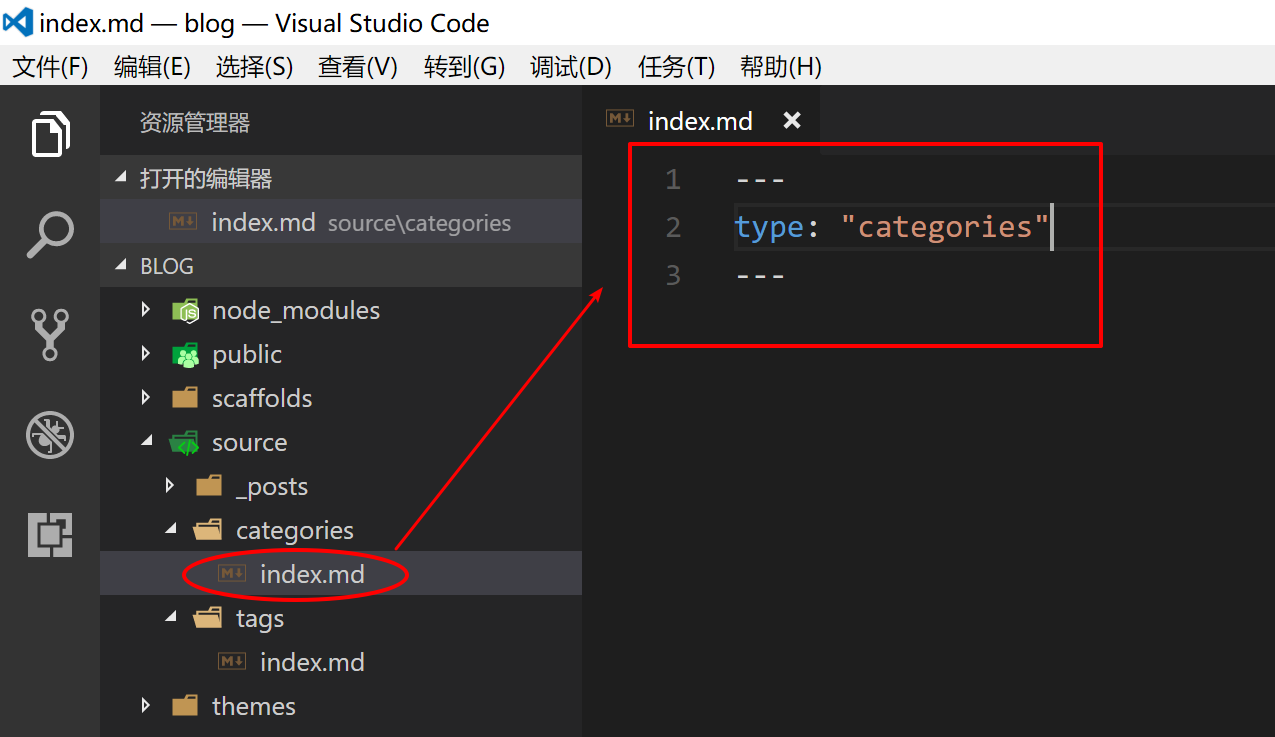 index.md — blog — Visual Studio Code
文件(F) 编辑(E) 选择(S) 查看(V) 转到(G) 调试(D) 任务(T) 帮助(H)
资源管理器
打开的编辑器
index.md source\categories
BLOG
node_modules
public
scaffolds
source
_posts
categories
index.md
tags
index.md
themes
index.md
1 ---
2 type: "categories"
3 ---